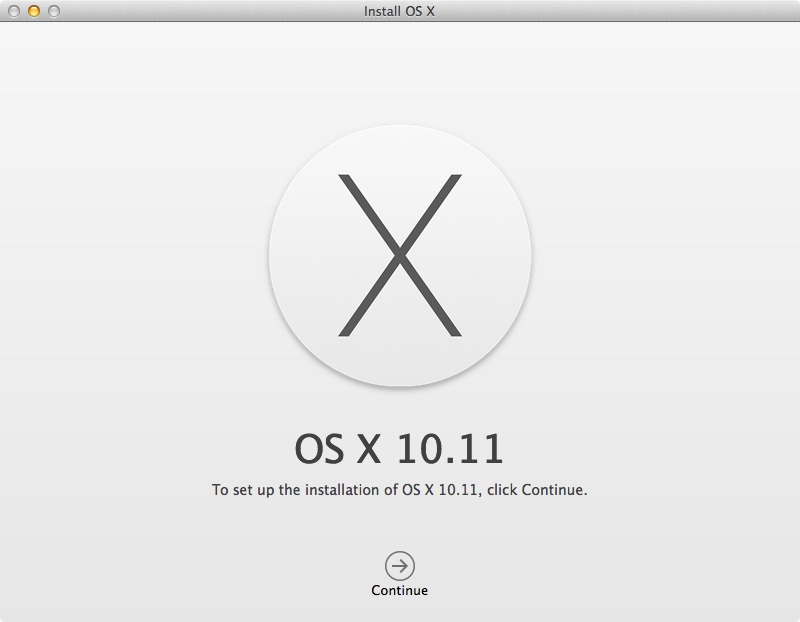 Install OS X
X
OS X 10.11
To set up the installation of OS X 10.11, click Continue.
Continue